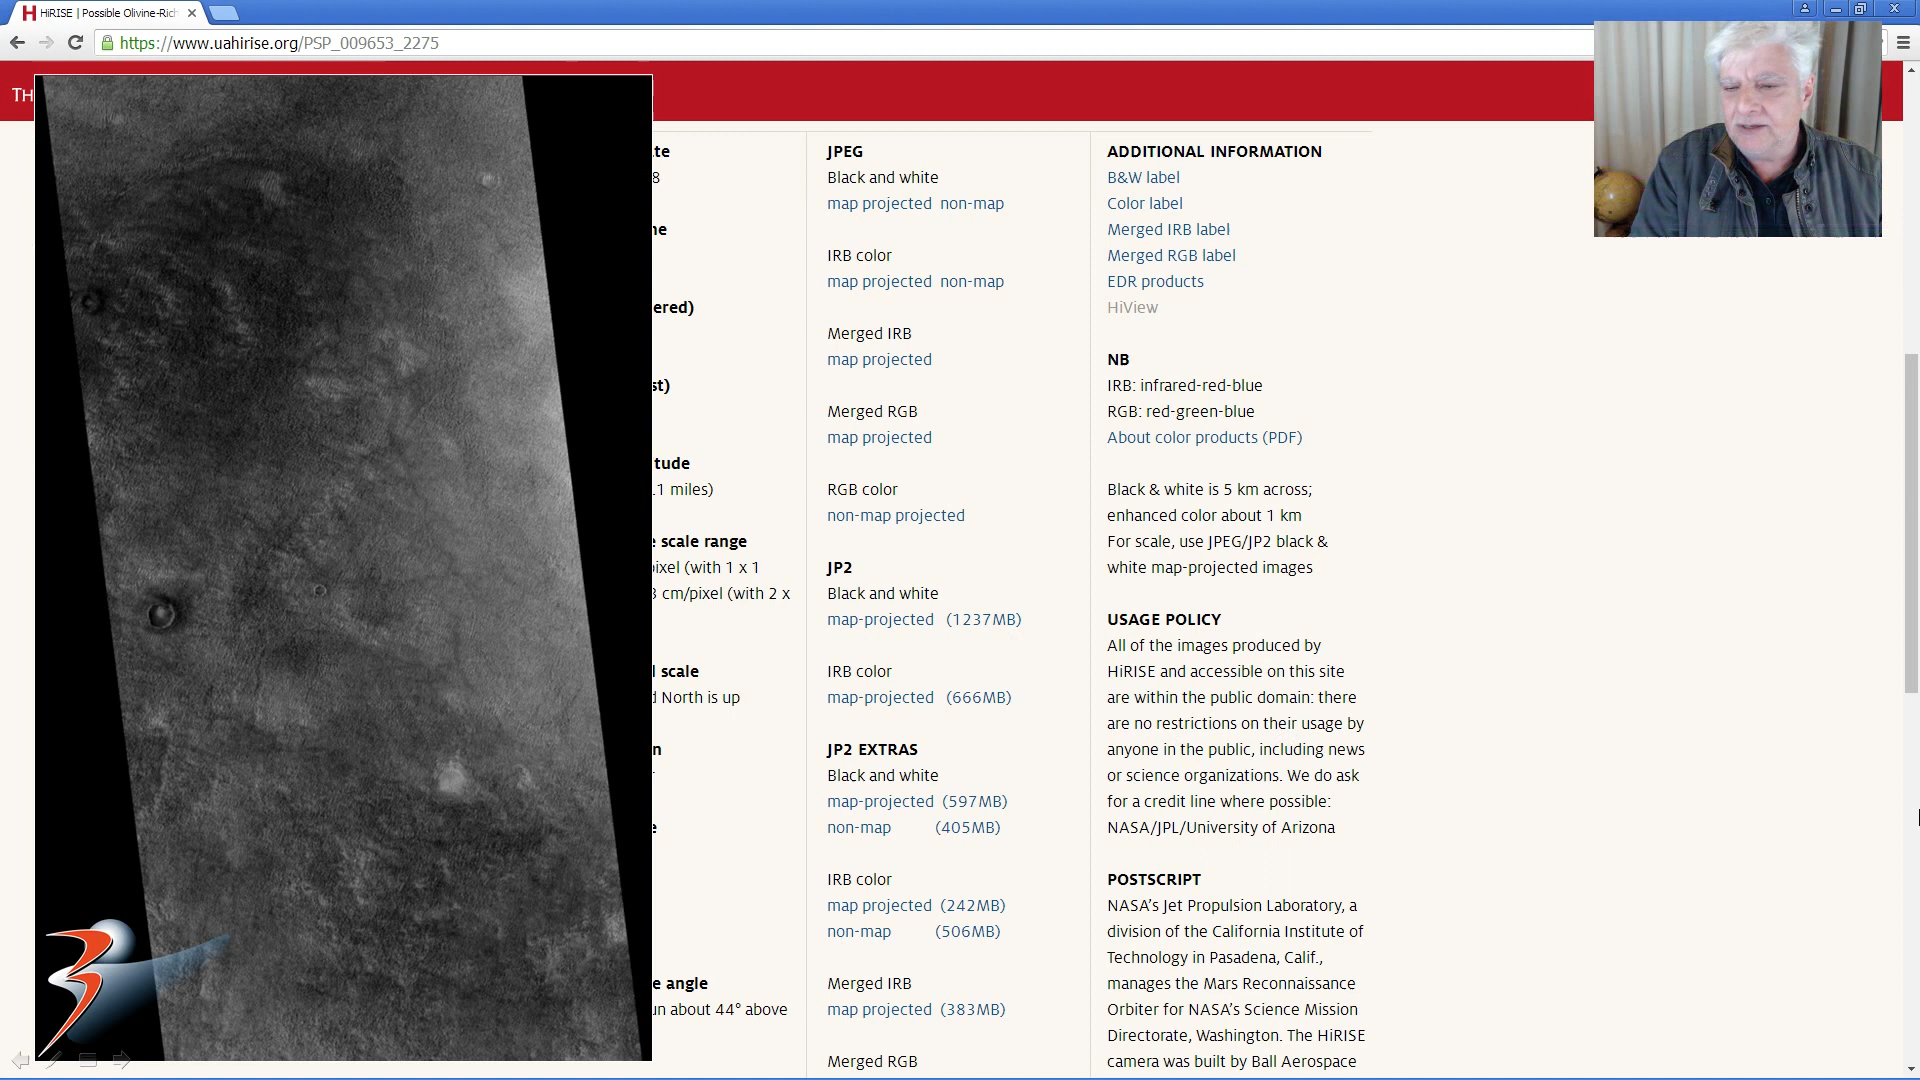 HiRISE | Possible Olivine-Rich
https://www.uahirise.org/PSP_009653_2275
TH
te
8
ne
ered)
st)
tude
.1 miles)
e scale range
ixel (with 1 x 1
3 cm/pixel (with 2 x
l scale
d North is up
n
e
e angle
un about 44° above
JPEG
Black and white
map projected non-map
IRB color
map projected non-map
Merged IRB
map projected
Merged RGB
map projected
RGB color
non-map projected
JP2
Black and white
map-projected (1237MB)
IRB color
map-projected (666MB)
JP2 EXTRAS
Black and white
map-projected (597MB)
non-map (405MB)
IRB color
map projected (242MB)
non-map (506MB)
Merged IRB
map projected (383MB)
Merged RGB
ADDITIONAL INFORMATION
B&W label
Color label
Merged IRB label
Merged RGB label
EDR products
HiView
NB
IRB: infrared-red-blue
RGB: red-green-blue
About color products (PDF)
Black & white is 5 km across;
enhanced color about 1 km
For scale, use JPEG/JP2 black &
white map-projected images
USAGE POLICY
All of the images produced by
HiRISE and accessible on this site
are within the public domain: there
are no restrictions on their usage by
anyone in the public, including news
or science organizations. We do ask
for a credit line where possible:
NASA/JPL/University of Arizona
POSTSCRIPT
NASA’s Jet Propulsion Laboratory, a
division of the California Institute of
Technology in Pasadena, Calif.,
manages the Mars Reconnaissance
Orbiter for NASA’s Science Mission
Directorate, Washington. The HiRISE
camera was built by Ball Aerospace